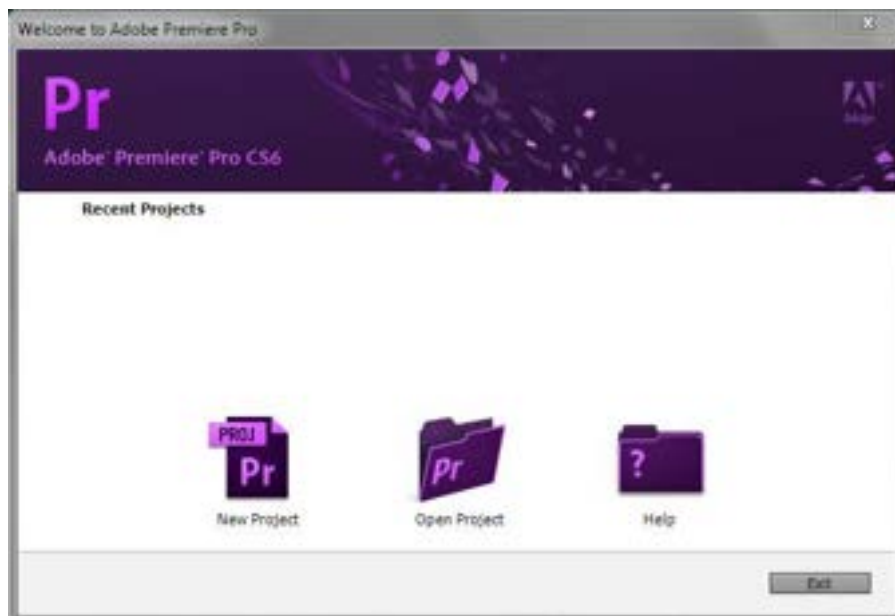 Welcome to Adobe Premiere Pro
x
Pr
Adobe
Adobe® Premiere® Pro CS6
Recent Projects
PROJ
Pr
Pr
?
New Project
Open Project
Help
Exit